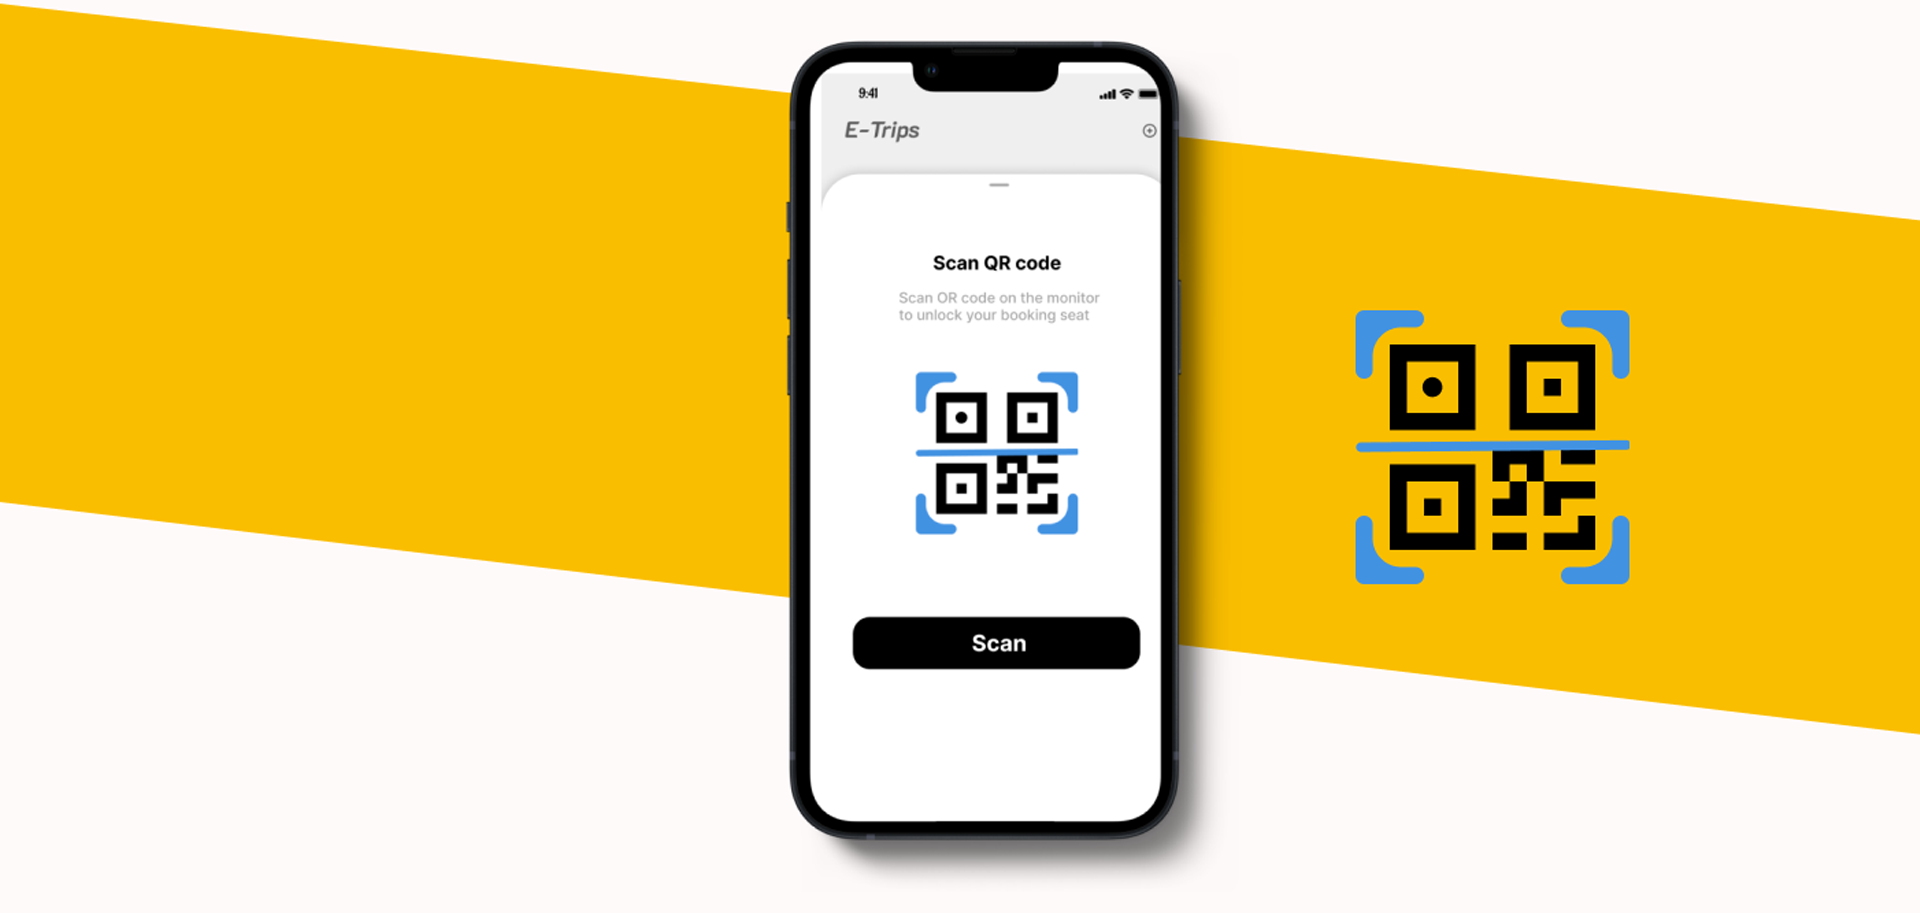 9:41
E-Trips
Scan QR code
Scan OR code on the monitor
to unlock your booking seat
Scan